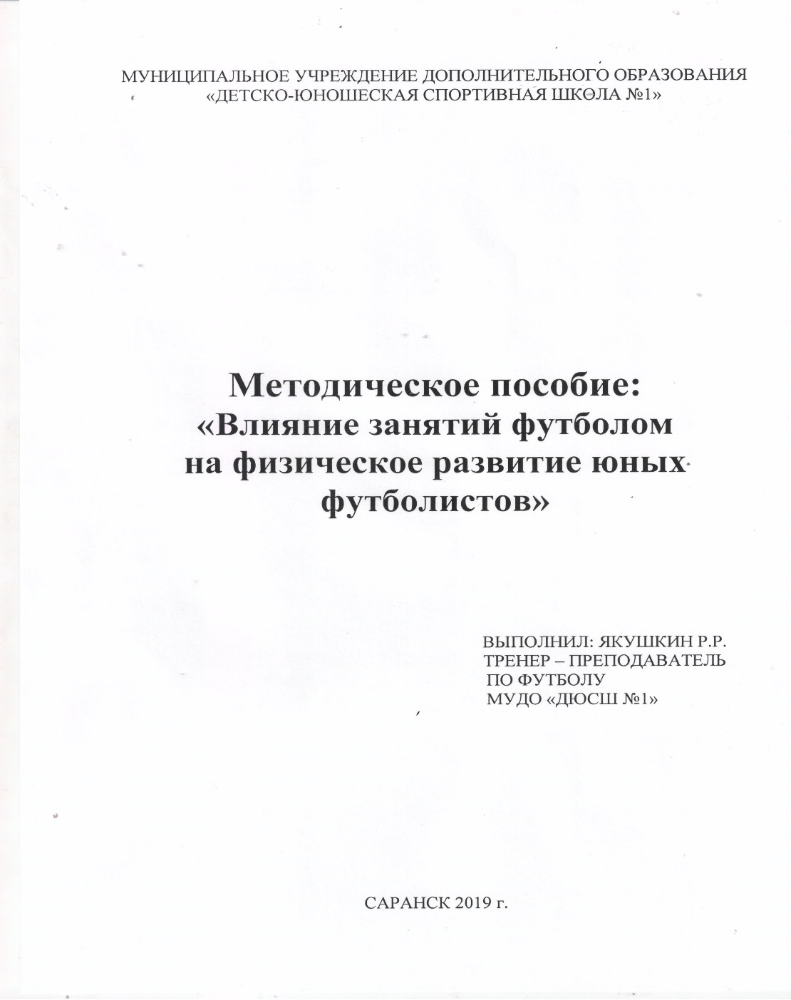 МУНИЦИПАЛЬНОЕ УЧРЕЖДЕНИЕ ДОПОЛНИТЕЛЬНОГО ОБРАЗОВАНИЯ
«ДЕТСКО-ЮНОШЕСКАЯ СПОРТИВНАЯ ШКОЛА №1»
Методическое пособие:
«Влияние занятий футболом
на физическое развитие юных
футболистов»
ВЫПОЛНИЛ: ЯКУШКИН Р.Р.
ТРЕНЕР – ПРЕПОДАВАТЕЛЬ
ПО ФУТБОЛУ
МУДО «ДЮСШ №1»
САРАНСК 2019 г.